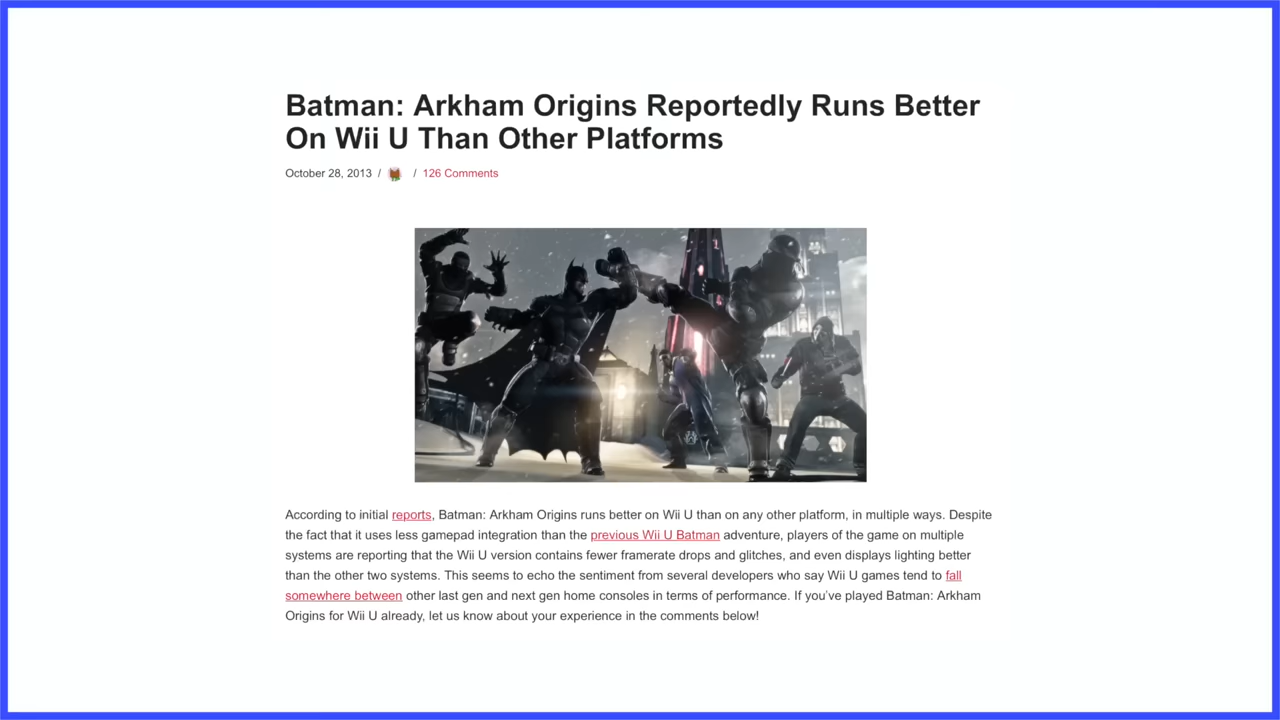 Batman: Arkham Origins Reportedly Runs Better
On Wii U Than Other Platforms
October 28, 2013 / / 126 Comments
According to initial reports, Batman: Arkham Origins runs better on Wii U than on any other platform, in multiple ways. Despite
the fact that it uses less gamepad integration than the previous Wii U Batman adventure, players of the game on multiple
systems are reporting that the Wii U version contains fewer framerate drops and glitches, and even displays lighting better
than the other two systems. This seems to echo the sentiment from several developers who say Wii U games tend to fall
somewhere between other last gen and next gen home consoles in terms of performance. If you’ve played Batman: Arkham
Origins for Wii U already, let us know about your experience in the comments below!